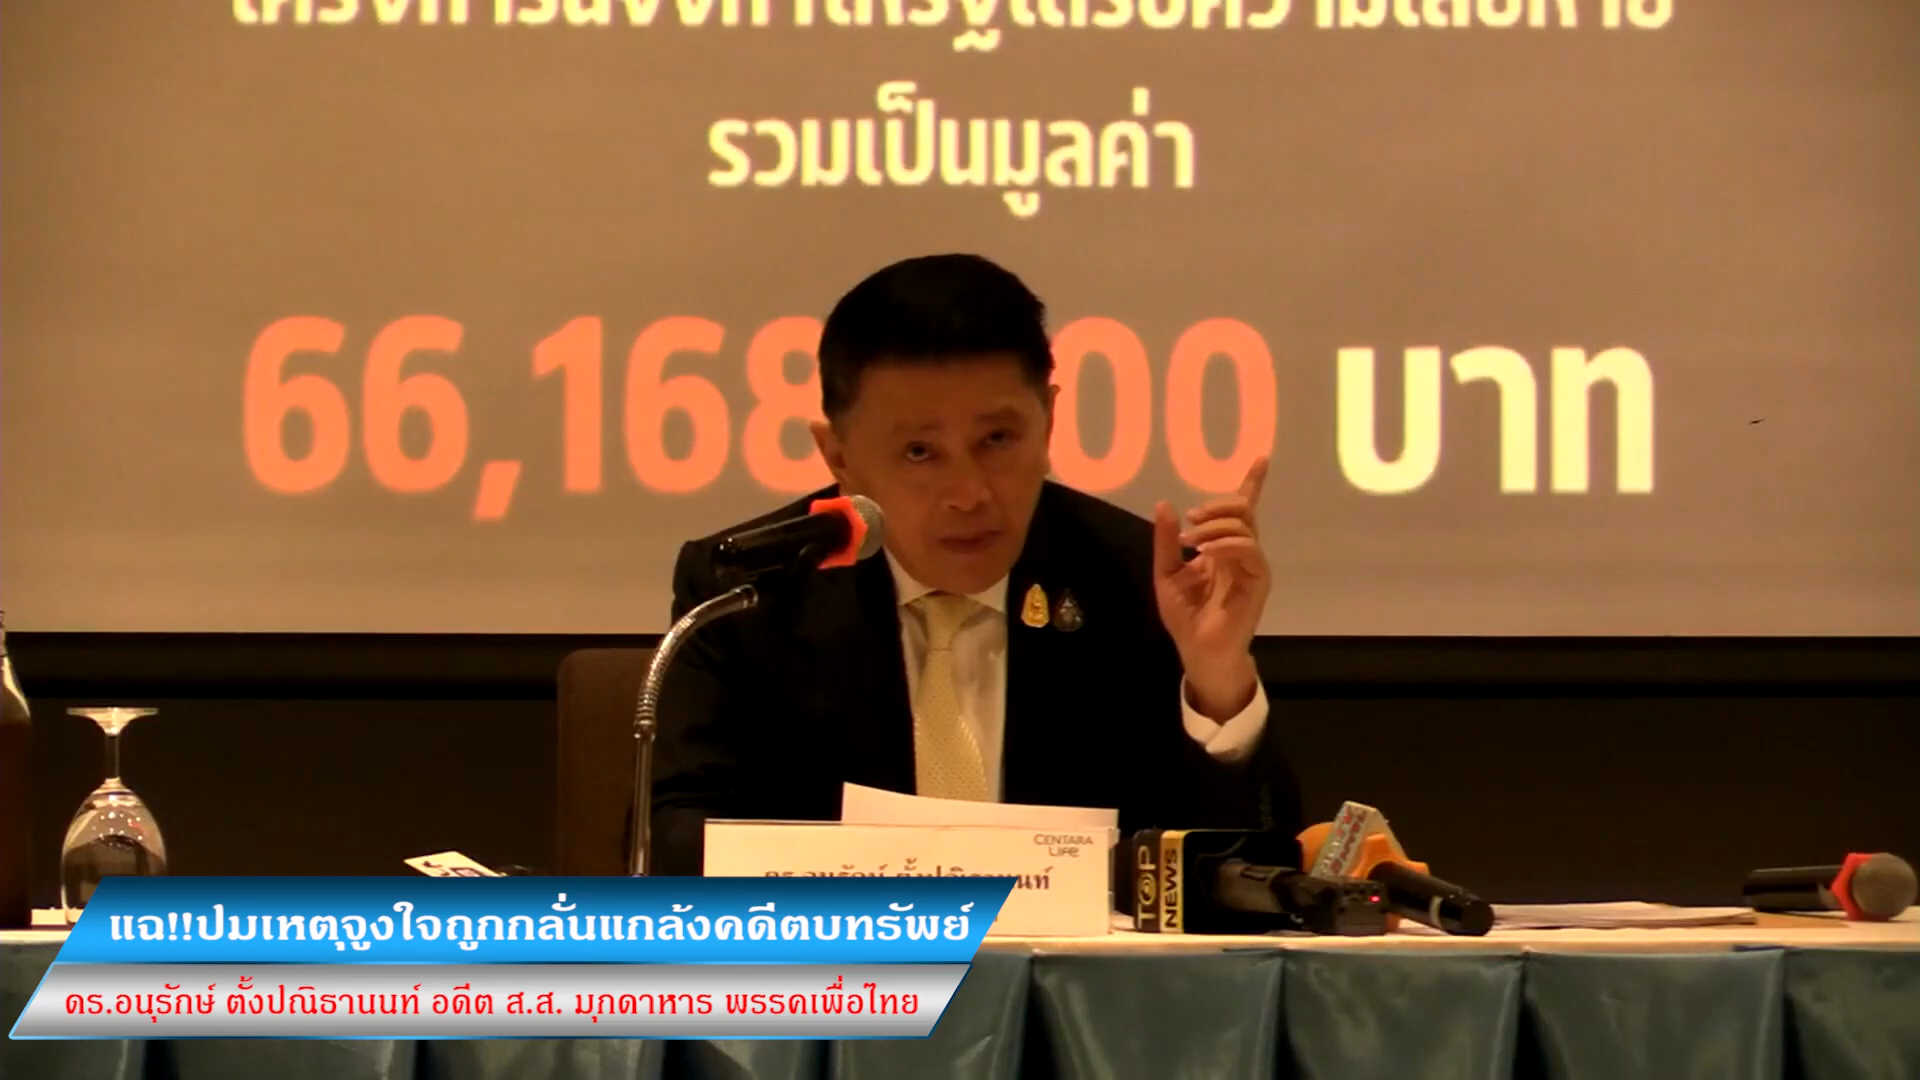 รวมเป็นมูลค่า
66,168 00 บาท
CENTARA
Life
TOP
NEWS
แฉ!!ปมเหตุจูงใจถูกกลั่นแกล้งคดีตบทรัพย์
ดร.อนุรักษ์ ตั้งปณิธานนท์ อดีต ส.ส. มุกดาหาร พรรคเพื่อไทย